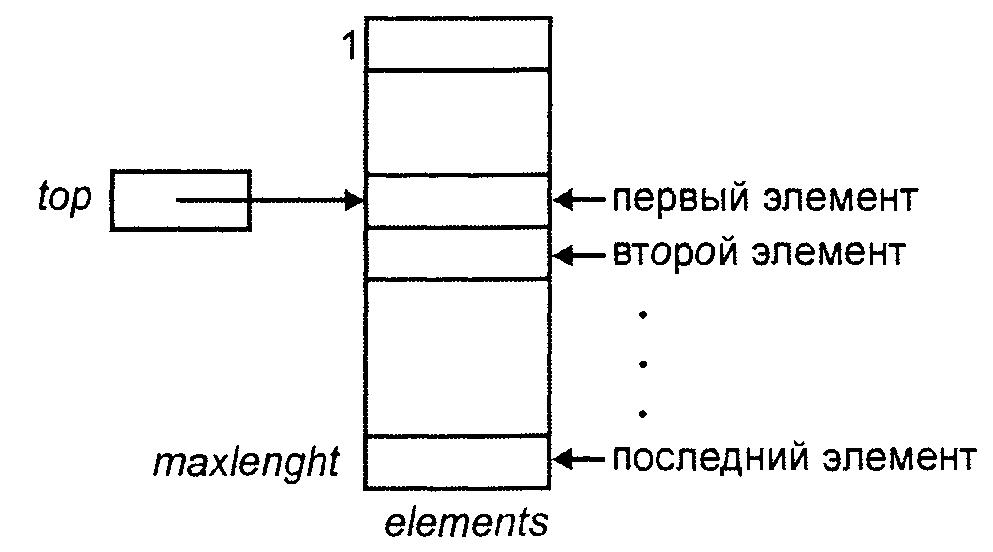 1
top
первый элемент
второй элемент
maxlenght
последний элемент
elements